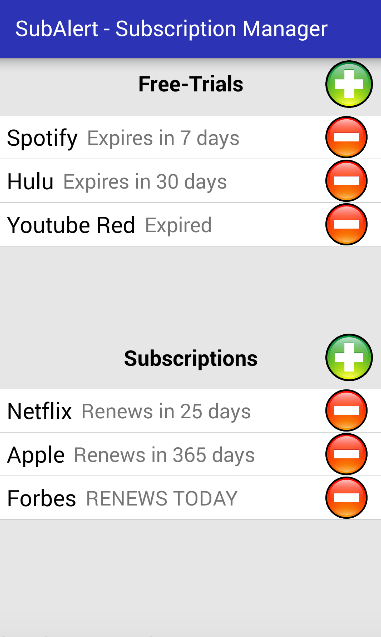 SubAlert - Subscription Manager
Free-Trials
Spotify Expires in 7 days
Hulu Expires in 30 days
Youtube Red Expired
Subscriptions
Netflix Renews in 25 days
Apple Renews in 365 days
Forbes RENEWS TODAY